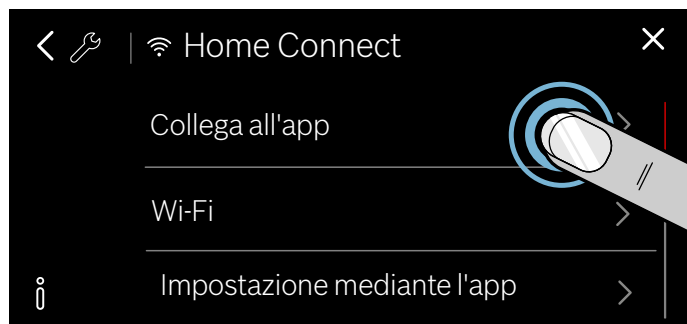 Home Connect
Collega all'app
Wi-Fi
Impostazione mediante l'app